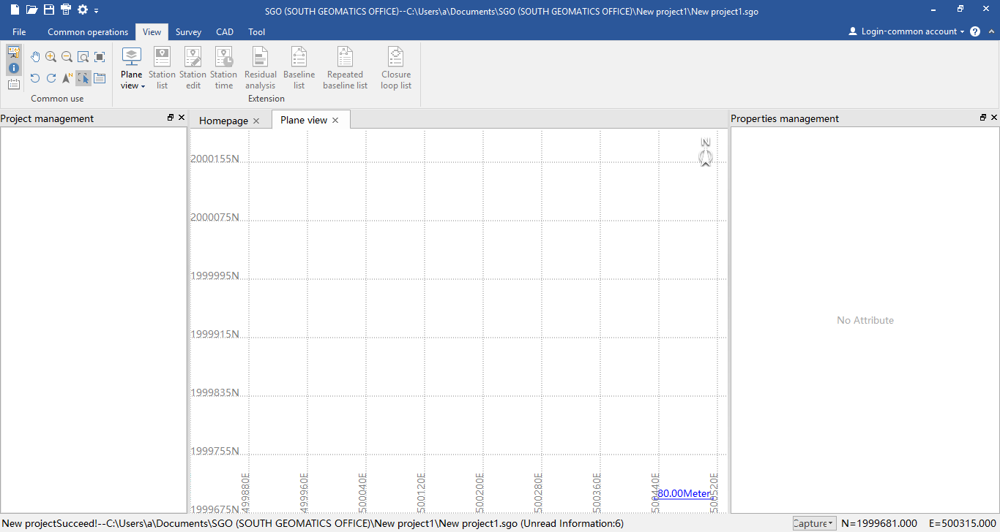 SGO (SOUTH GEOMATICS OFFICE)--C:\Users\a\Documents\SGO (SOUTH GEOMATICS OFFICE)\New project1\New project1.sgo
File Common operations View Survey CAD Tool Login-common account
Plane view
Station list
Station edit
Station time
Residual analysis
Baseline list
Repeated baseline list
Closure loop list
Common use
Extension
Project management
Homepage
Plane view
Properties management
N
2000155N
2000075N
1999995N
1999915N
1999835N
1999755N
1999675N
499880E
499960E
500040E
500120E
500200E
500280E
500360E
500440E
500520E
80.00Meter
No Attribute
New projectSucceed!--C:\Users\a\Documents\SGO (SOUTH GEOMATICS OFFICE)\New project1\New project1.sgo (Unread Information:6)
Capture N=1999681.000 E=500315.000